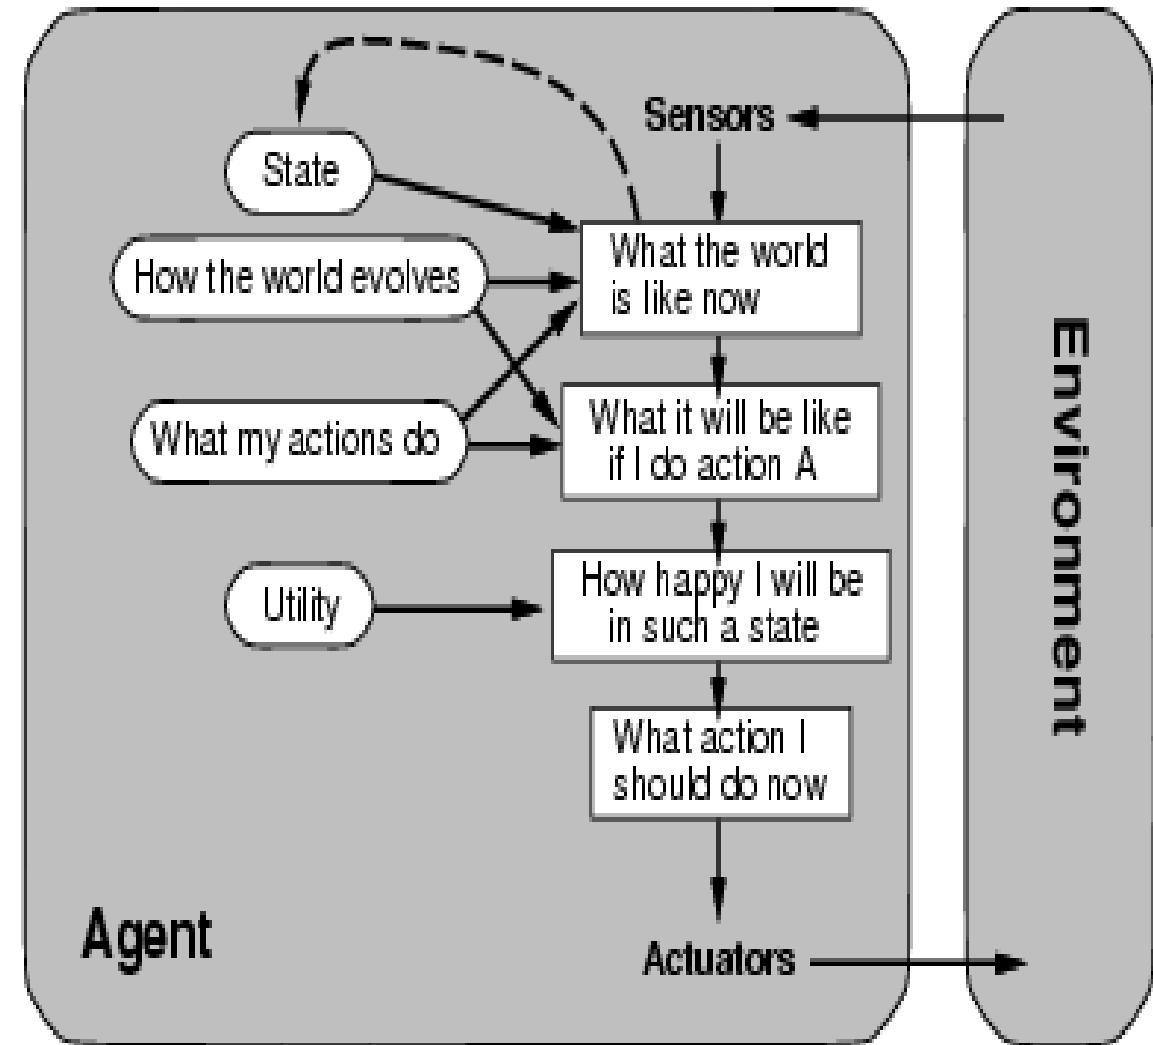 Sensors
State
What the world
is like now
How the world evolves
What it will be like
if I do action A
What my actions do
How happy I will be
in such a state
Utility
What action I
should do now
Agent
Actuators
Environment